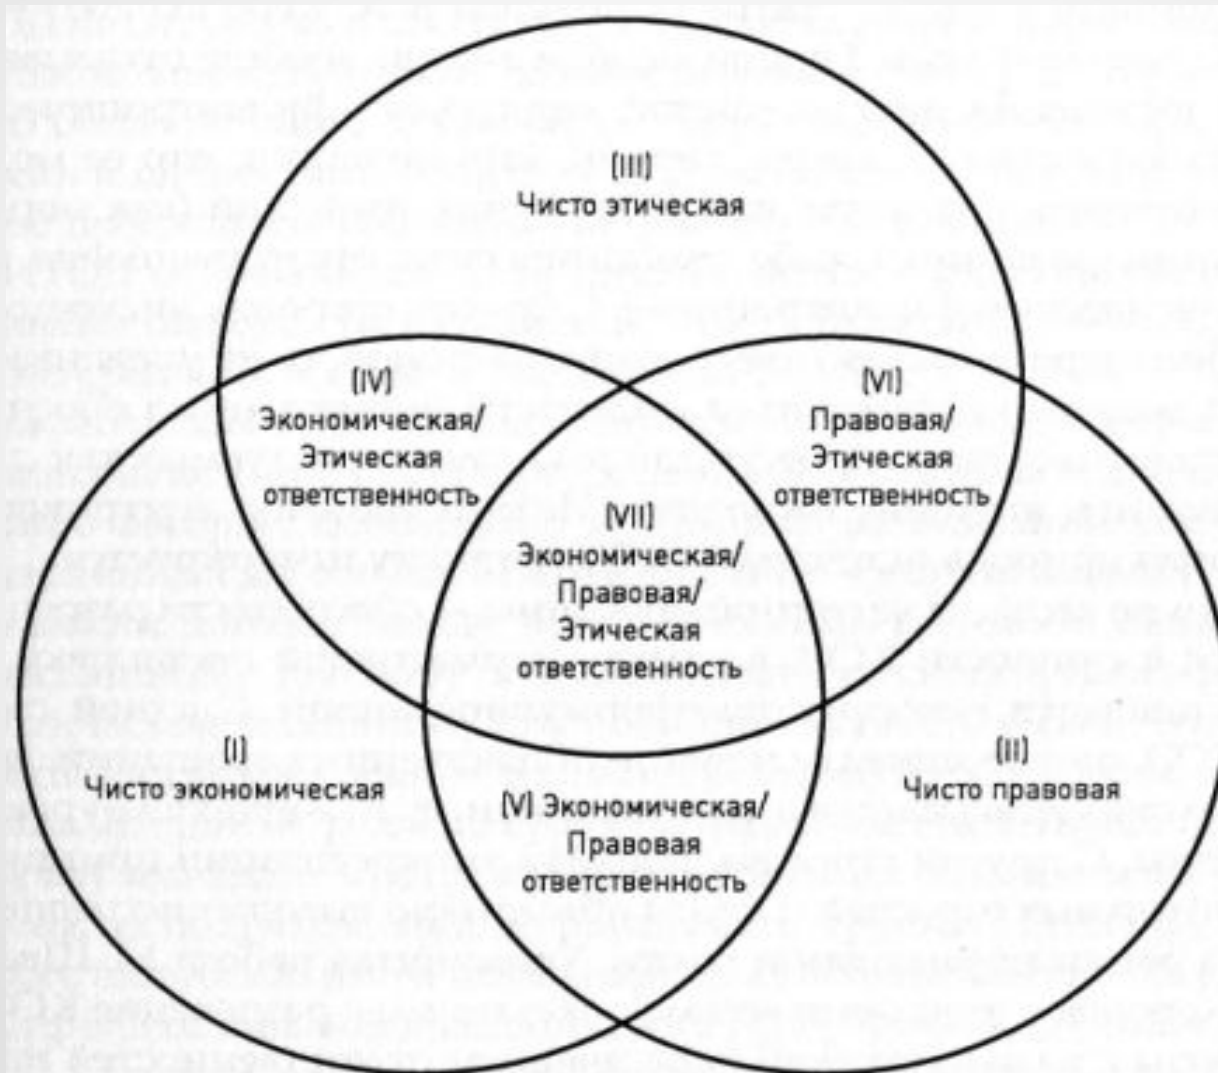 (III)
Чисто этическая
(IV)
Экономическая/
Этическая
ответственность
(VI)
Правовая/
Этическая
ответственность
(VII)
Экономическая/
Правовая/
Этическая
ответственность
(I)
Чисто экономическая
(II)
Чисто правовая
(V) Экономическая/
Правовая
ответственность